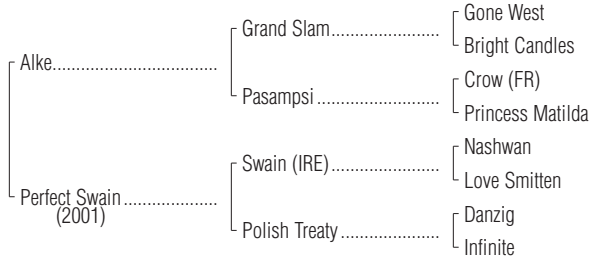 Gone West
Grand Slam..........................
Bright Candles
Alke.......................................
Crow (FR)
Pasampsi .............................
Princess Matilda
Nashwan
Swain (IRE)..........................
Love Smitten
Perfect Swain ......................
(2001)
Danzig
Polish Treaty .......................
Infinite